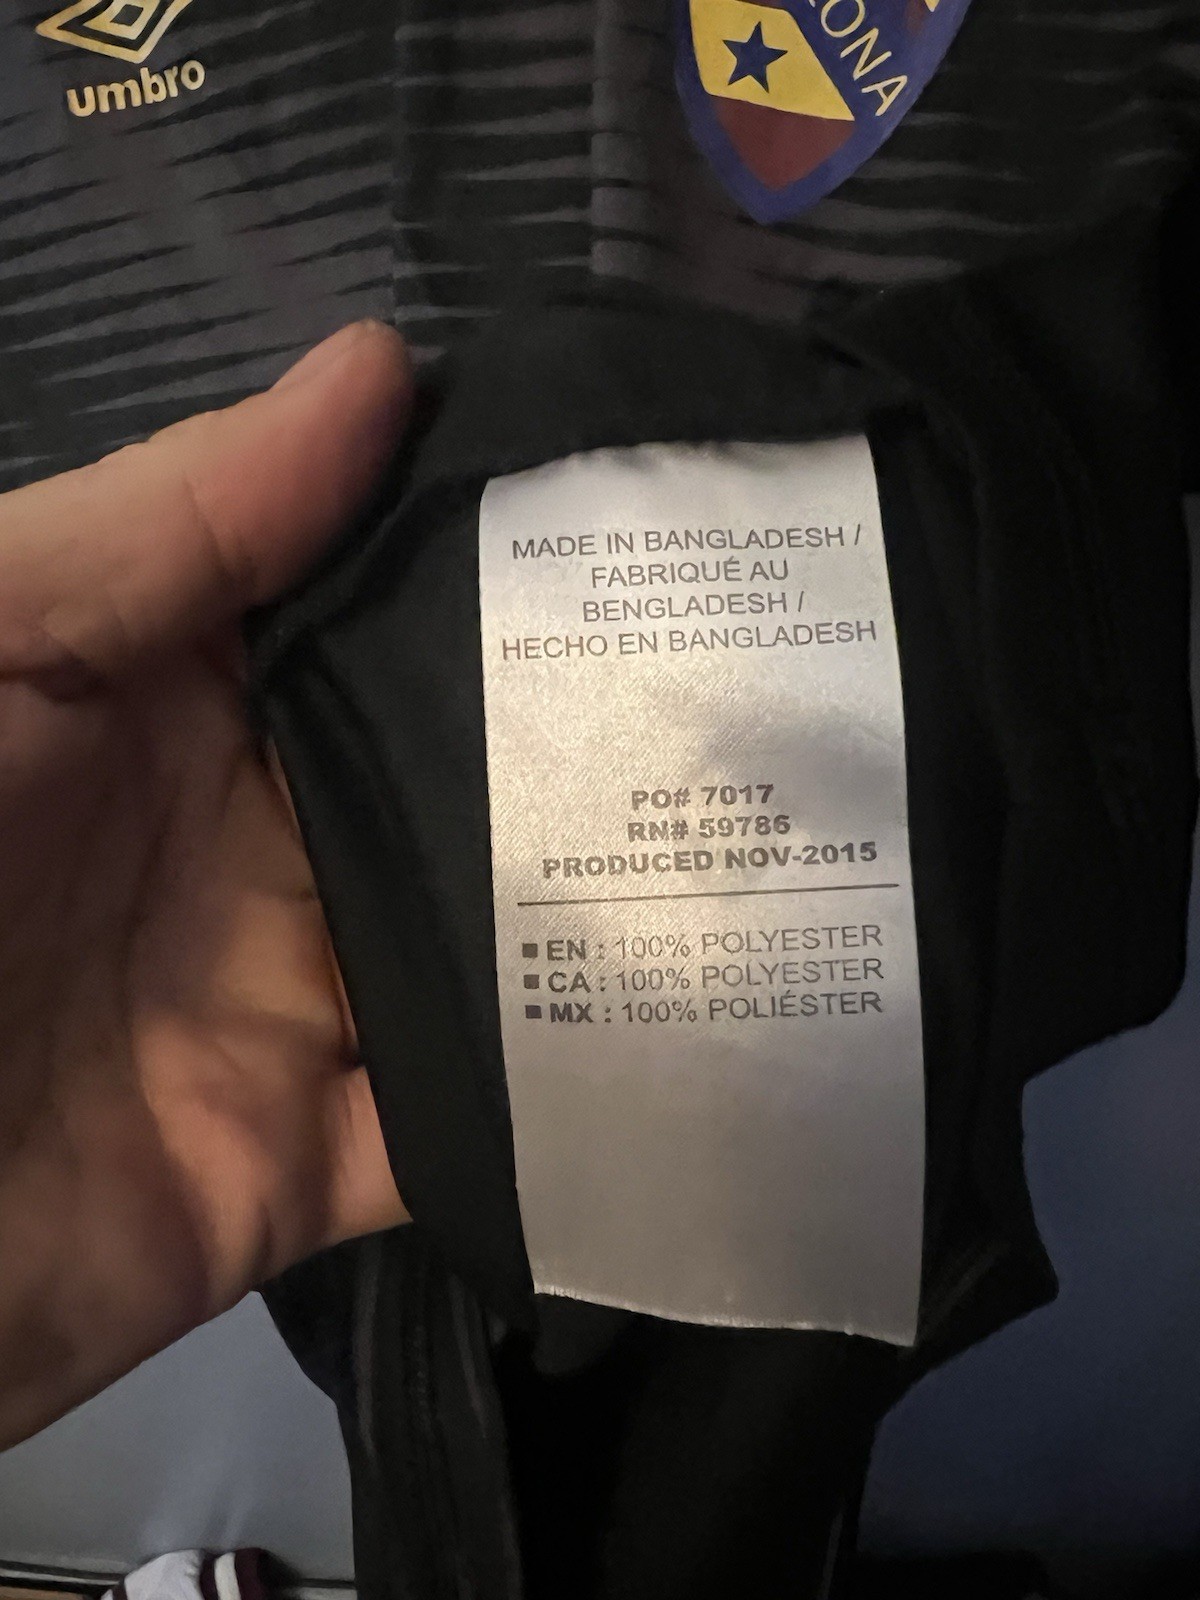 umbro
MADE IN BANGLADESH /
FABRIQUÉ AU
BENGLADESH /
HECHO EN BANGLADESH
PO# 7017
RN# 59786
PRODUCED NOV-2015
EN : 100% POLYESTER
CA : 100% POLYESTER
MX : 100% POLIÉSTER